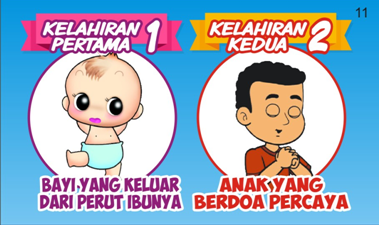 11
KELAHIRAN
PERTAMA 1
KELAHIRAN
KEDUA 2
BAYI YANG KELUAR
DARI PERUT IBUNYA
ANAK YANG
BERDOA PERCAYA